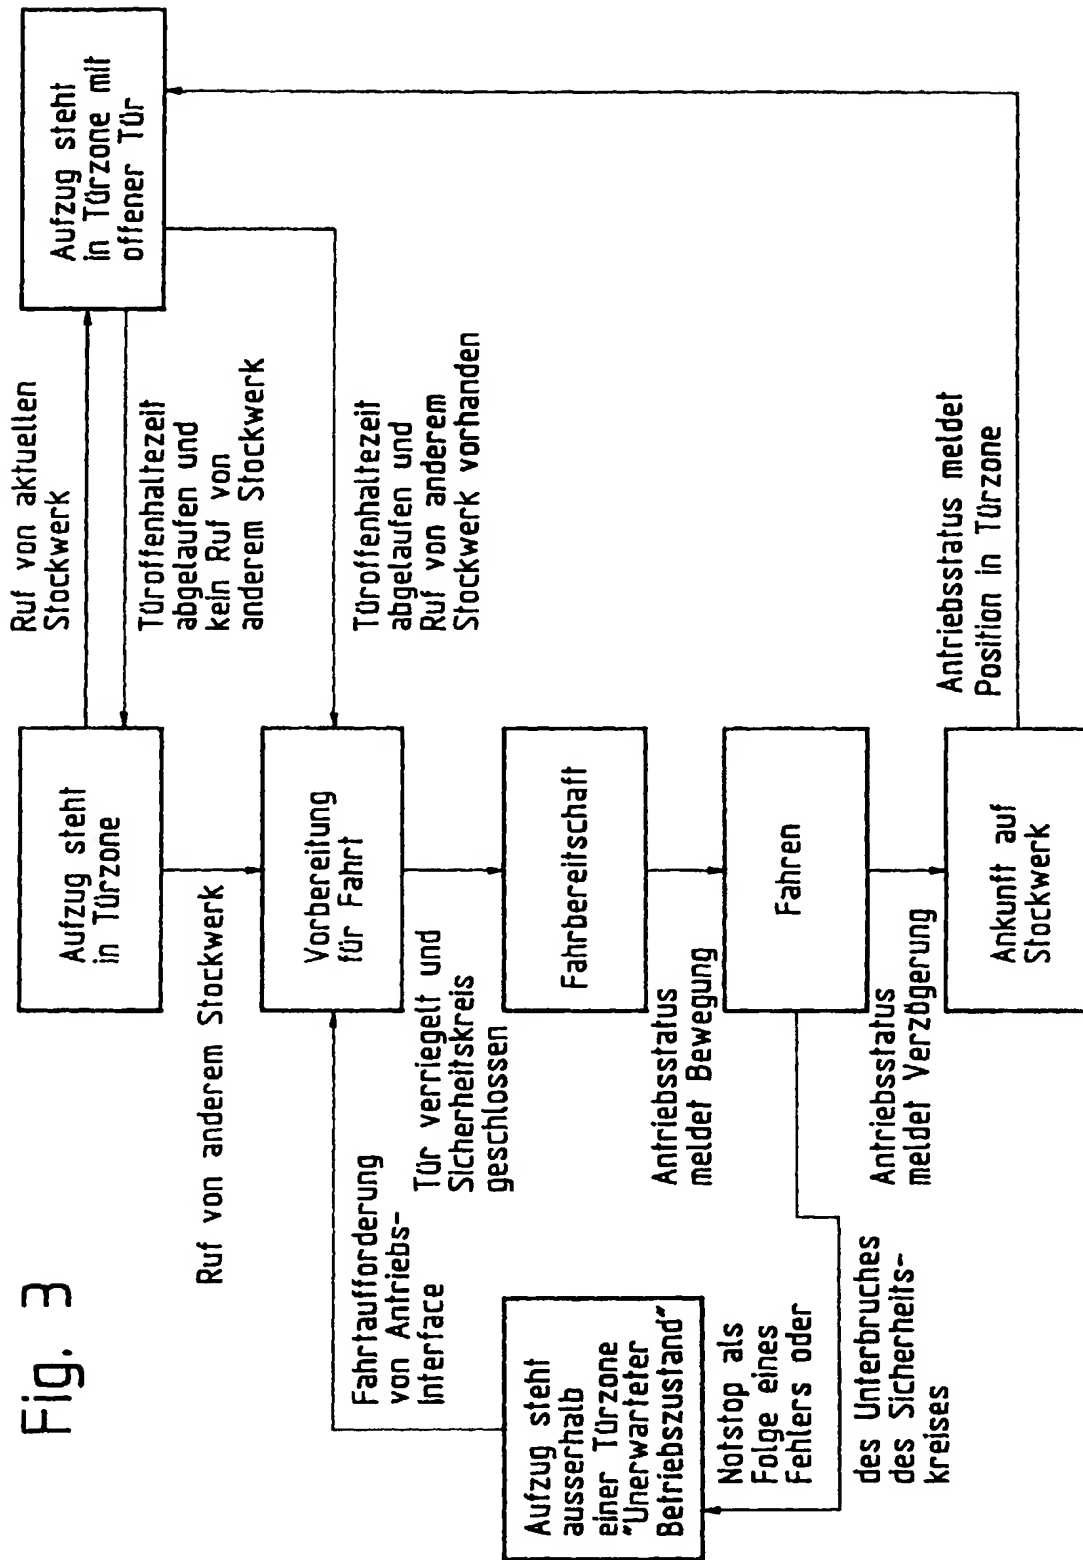 Fig. 3
Aufzug steht
in Türzone
Ruf von aktuellen
Stockwerk
Türoffenhaltezeit
abgelaufen und
kein Ruf von
anderem Stockwerk
Aufzug steht
in Türzone mit
offener Tür
Ruf von anderem Stockwerk
Fahrtaufforderung
von Antriebs-
Interface
Vorbereitung
für Fahrt
Türoffenhaltezeit
abgelaufen und
Ruf von anderem
Stockwerk vorhanden
Tür verriegelt und
Sicherheitskreis
geschlossen
Aufzug steht
ausserhalb
einer Türzone
"Unerwarteter
Betriebszustand"
Fahrbereitschaft
Antriebsstatus
meldet Bewegung
Notstop als
Folge eines
Fehlers oder
des Unterbruches
des Sicherheits-
kreises
Fahren
Antriebsstatus
meldet Verzögerung
Ankunft auf
Stockwerk
Antriebsstatus meldet
Position in Türzone